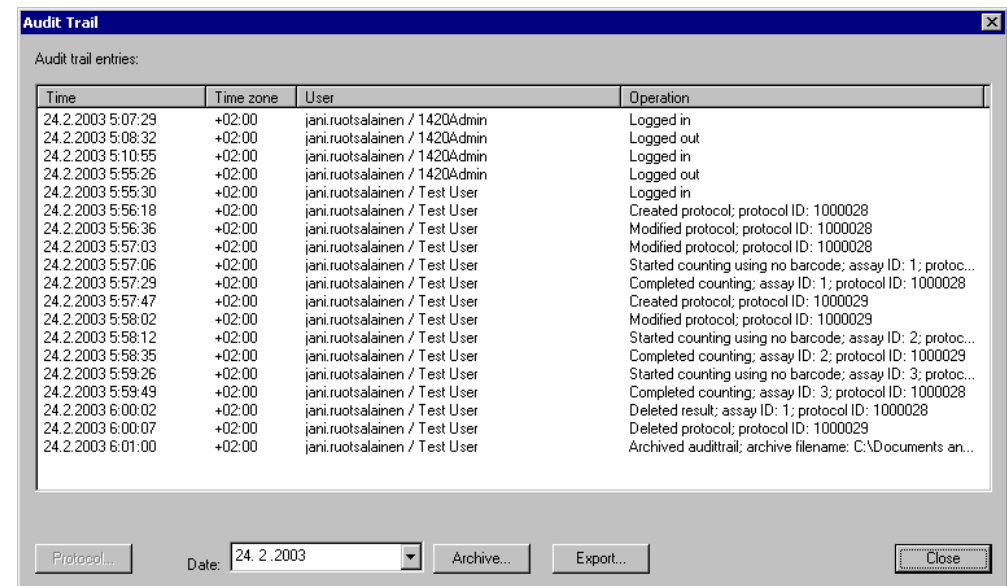 Audit Trail
Audit trail entries:
Time Time zone User Operation
24.2.2003 5:07:29 +02:00 jani.ruotsalainen / 1420Admin Logged in
24.2.2003 5:08:32 +02:00 jani.ruotsalainen / 1420Admin Logged out
24.2.2003 5:10:55 +02:00 jani.ruotsalainen / 1420Admin Logged in
24.2.2003 5:55:26 +02:00 jani.ruotsalainen / 1420Admin Logged out
24.2.2003 5:55:30 +02:00 jani.ruotsalainen / Test User Logged in
24.2.2003 5:56:18 +02:00 jani.ruotsalainen / Test User Created protocol; protocol ID: 1000028
24.2.2003 5:56:36 +02:00 jani.ruotsalainen / Test User Modified protocol; protocol ID: 1000028
24.2.2003 5:57:03 +02:00 jani.ruotsalainen / Test User Modified protocol; protocol ID: 1000028
24.2.2003 5:57:06 +02:00 jani.ruotsalainen / Test User Started counting using no barcode; assay ID: 1; protoc...
24.2.2003 5:57:29 +02:00 jani.ruotsalainen / Test User Completed counting; assay ID: 1; protocol ID: 1000028
24.2.2003 5:57:47 +02:00 jani.ruotsalainen / Test User Created protocol; protocol ID: 1000029
24.2.2003 5:58:02 +02:00 jani.ruotsalainen / Test User Modified protocol; protocol ID: 1000029
24.2.2003 5:58:12 +02:00 jani.ruotsalainen / Test User Started counting using no barcode; assay ID: 2; protoc...
24.2.2003 5:58:35 +02:00 jani.ruotsalainen / Test User Completed counting; assay ID: 2; protocol ID: 1000029
24.2.2003 5:59:26 +02:00 jani.ruotsalainen / Test User Started counting using no barcode; assay ID: 3; protoc...
24.2.2003 5:59:49 +02:00 jani.ruotsalainen / Test User Completed counting; assay ID: 3; protocol ID: 1000028
24.2.2003 6:00:02 +02:00 jani.ruotsalainen / Test User Deleted result; assay ID: 1; protocol ID: 1000028
24.2.2003 6:00:07 +02:00 jani.ruotsalainen / Test User Deleted protocol; protocol ID: 1000029
24.2.2003 6:01:00 +02:00 jani.ruotsalainen / Test User Archived audittrail; archive filename: C:\Documents an...
Protocol... Date: 24. 2 .2003 Archive... Export... Close